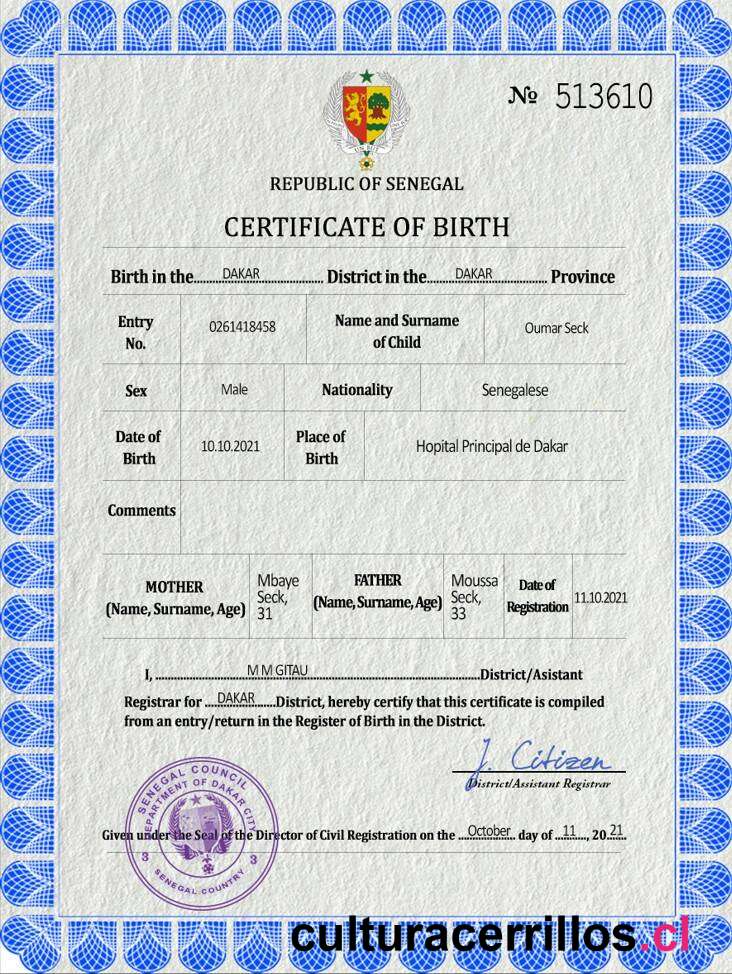 № 513610
REPUBLIC OF SENEGAL
CERTIFICATE OF BIRTH
Birth in the....DAKAR.... District in the....DAKAR.... Province
Entry No. 0261418458 Name and Surname of Child Oumar Seck
Sex Male Nationality Senegalese
Date of Birth 10.10.2021 Place of Birth Hopital Principal de Dakar
Comments
MOTHER (Name, Surname, Age) Mbaye Seck, 31 FATHER (Name, Surname, Age) Moussa Seck, 33 Date of Registration 11.10.2021
I, ....M M GITAU....District/Asistant
Registrar for ....DAKAR....District, hereby certify that this certificate is compiled
from an entry/return in the Register of Birth in the District.
J. Citizen
District/Assistant Registrar
SENEGAL COUNCIL
DEPARTMENT OF DAKAR CITY
3 3
SENEGAL COUNTRY
Given under the Seal of the Director of Civil Registration on the ....October.... day of ....11...., 20.21..
culturacerrillos.cl